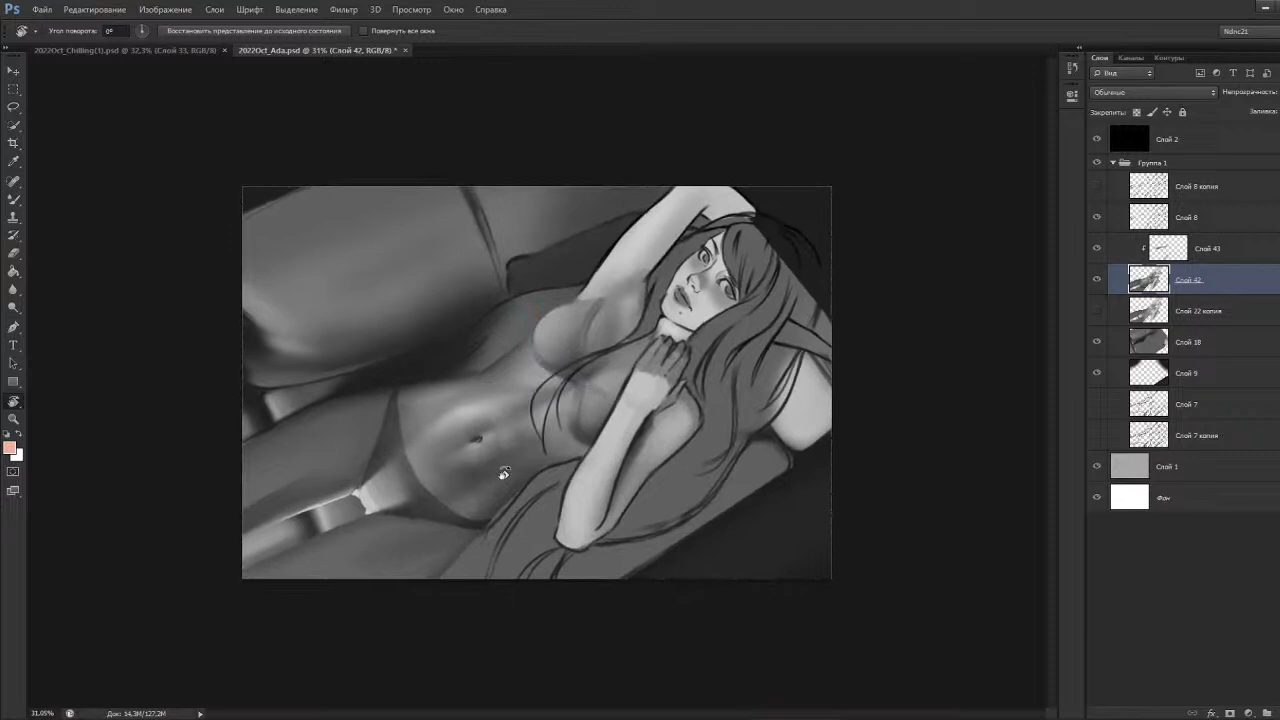 Ps Файл Редактирование Изображение Слои Шрифт Выделение Фильтр 3D Просмотр Окно Справка
Угол поворота: 0° Восстановить представление до исходного состояния Повернуть все окна Ndnc21
2022Oct_Chilling(1).psd @ 32,3% (Слой 33, RGB/8) × 2022Oct_Ada.psd @ 31% (Слой 42, RGB/8) * ×
Слои Каналы Контуры
Вид
Обычные Непрозрачность:
Закрепить: Заливка:
Слой 2
Группа 1
Слой 8 копия
Слой 8
Слой 43
Слой 42
Слой 22 копия
Слой 18
Слой 9
Слой 7
Слой 7 копия
Слой 1
Фон
31,05% Док: 14,3M/127,2M